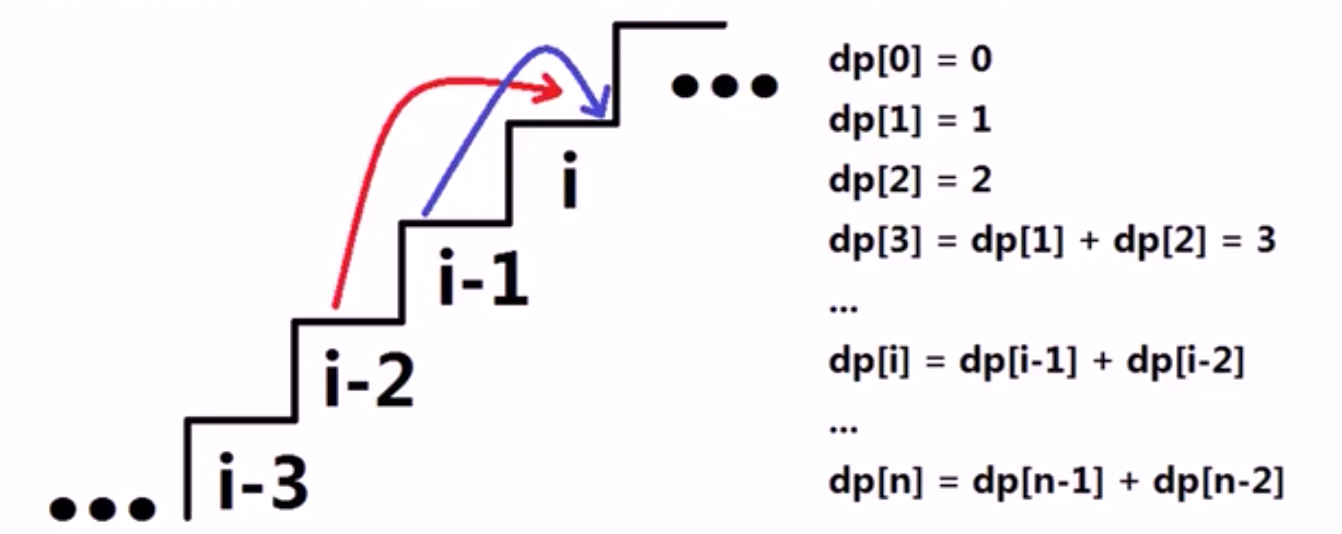 i
i-1
i-2
i-3
dp[0] = 0
dp[1] = 1
dp[2] = 2
dp[3] = dp[1] + dp[2] = 3
...
dp[i] = dp[i-1] + dp[i-2]
...
dp[n] = dp[n-1] + dp[n-2]